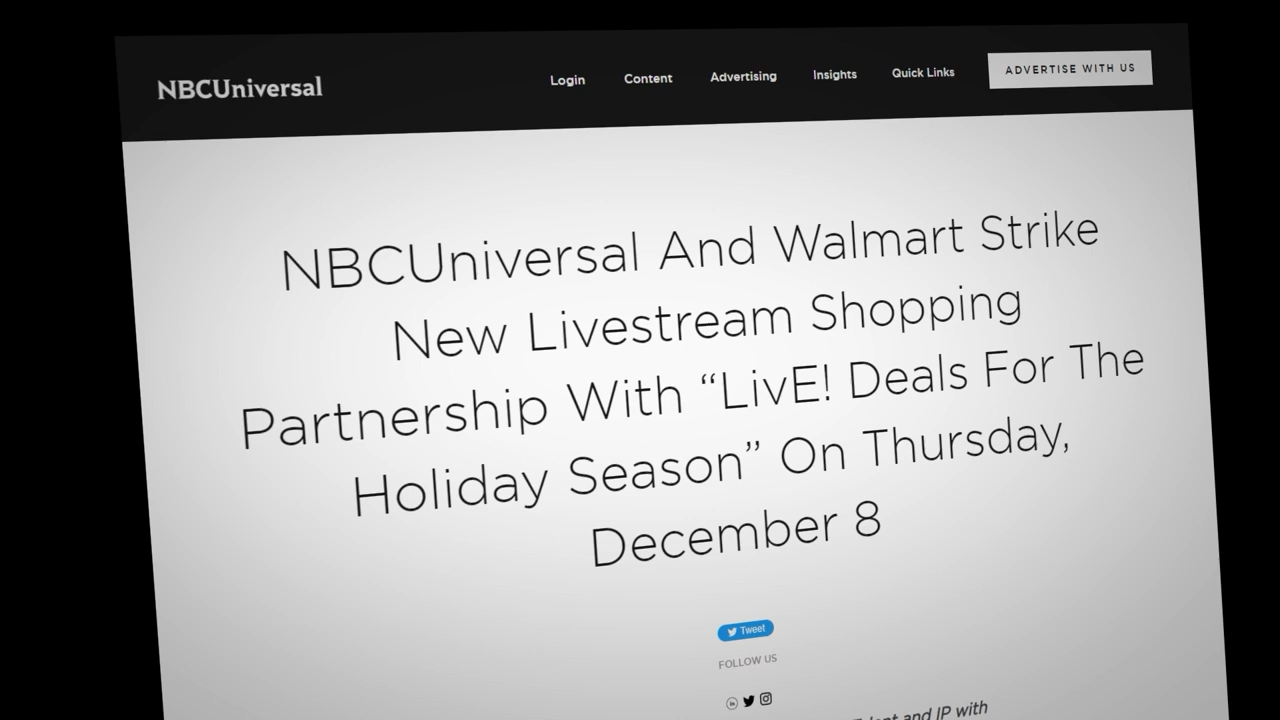 NBCUniversal
Login Content Advertising Insights Quick Links ADVERTISE WITH US
NBCUniversal And Walmart Strike
New Livestream Shopping
Partnership With “LivE! Deals For The
Holiday Season” On Thursday,
December 8
Tweet
FOLLOW US
in
and IP with